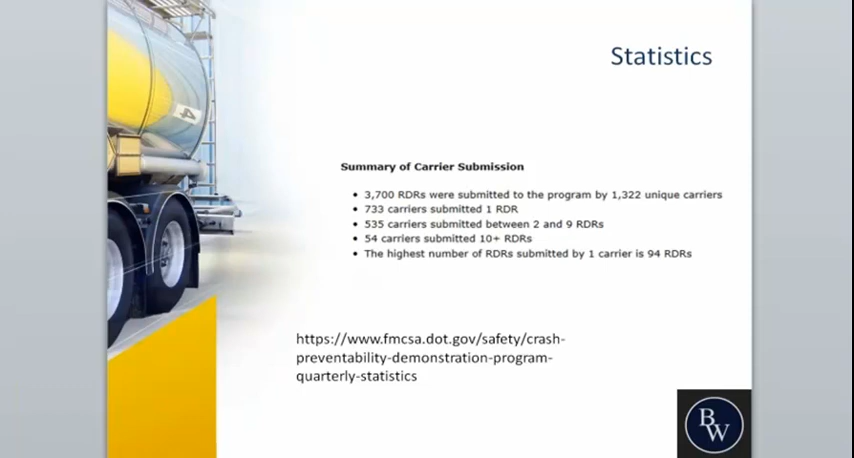 Statistics
Summary of Carrier Submission
• 3,700 RDRs were submitted to the program by 1,322 unique carriers
• 733 carriers submitted 1 RDR
• 535 carriers submitted between 2 and 9 RDRs
• 54 carriers submitted 10+ RDRs
• The highest number of RDRs submitted by 1 carrier is 94 RDRs
https://www.fmcsa.dot.gov/safety/crash-
preventability-demonstration-program-
quarterly-statistics
4
BW